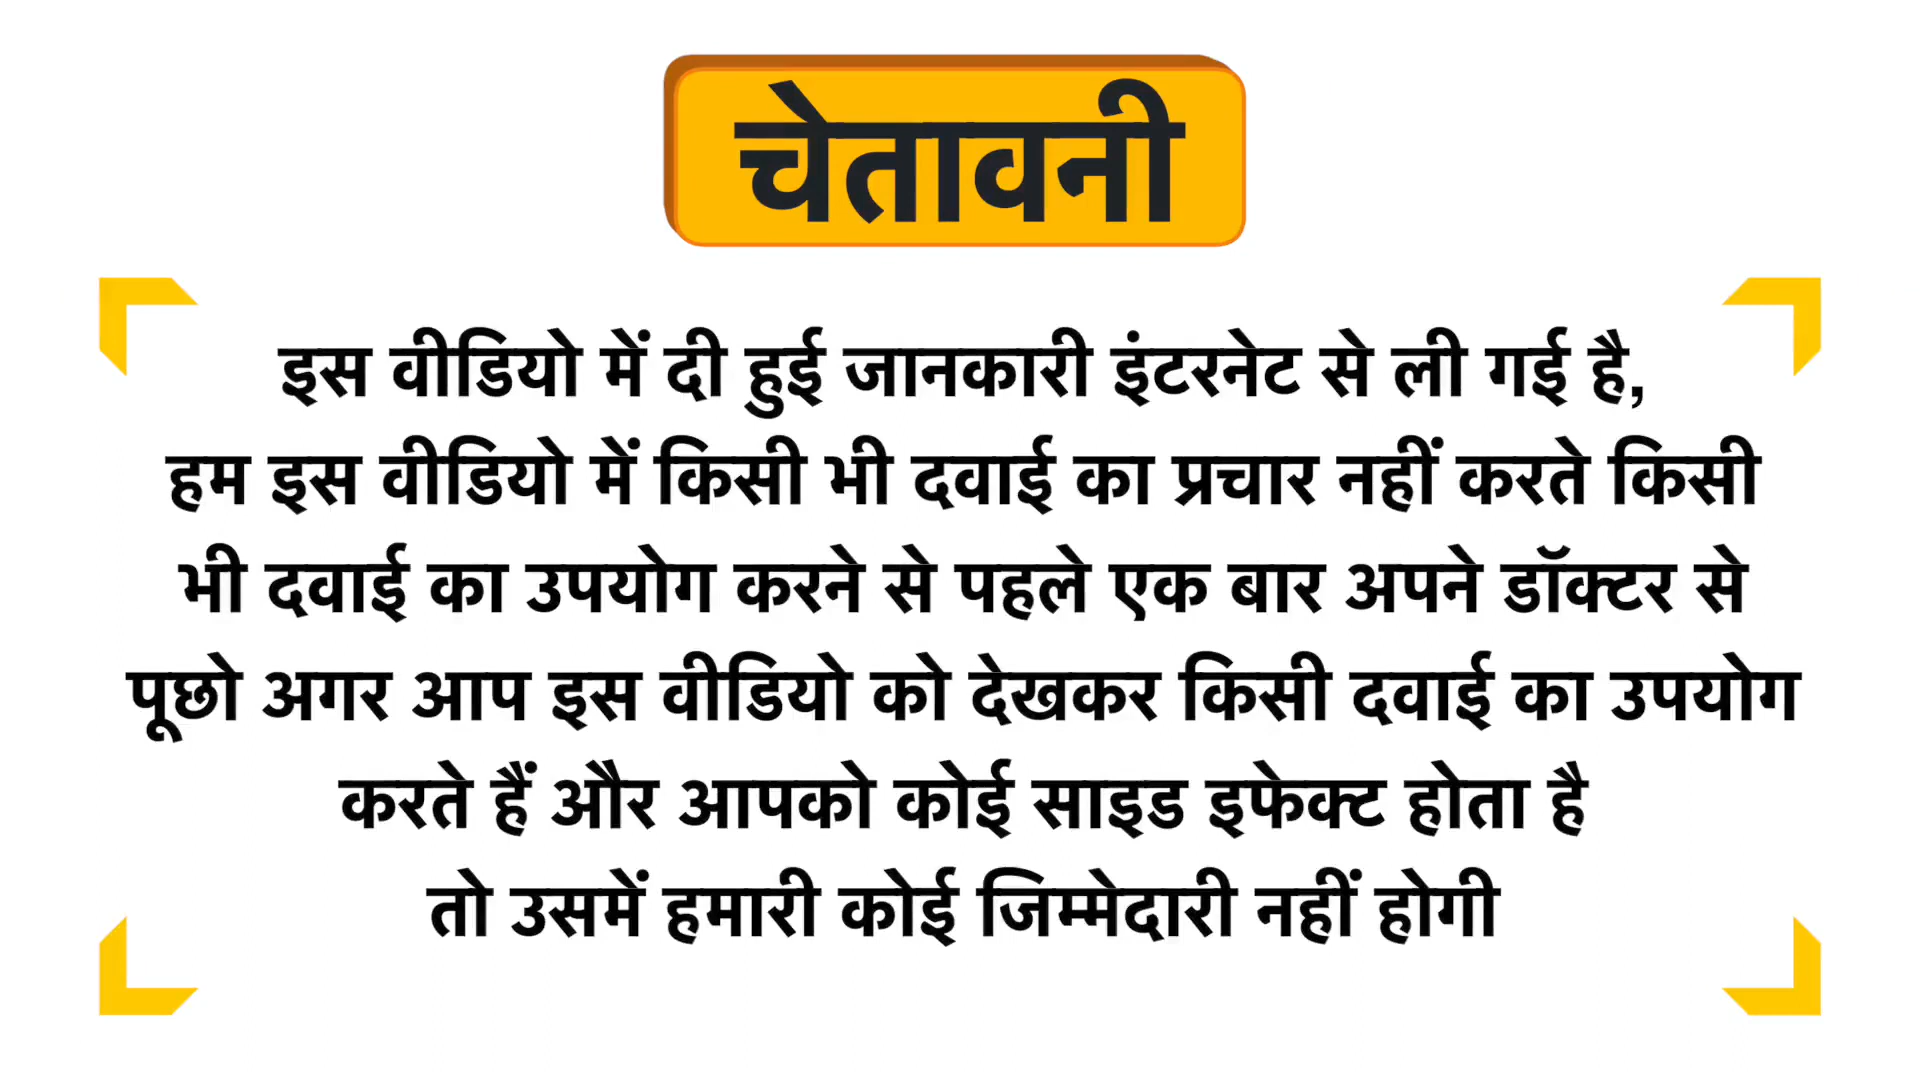 चेतावनी
इस वीडियो में दी हुई जानकारी इंटरनेट से ली गई है,
हम इस वीडियो में किसी भी दवाई का प्रचार नहीं करते किसी
भी दवाई का उपयोग करने से पहले एक बार अपने डॉक्टर से
पूछो अगर आप इस वीडियो को देखकर किसी दवाई का उपयोग
करते हैं और आपको कोई साइड इफेक्ट होता है
तो उसमें हमारी कोई जिम्मेदारी नहीं होगी